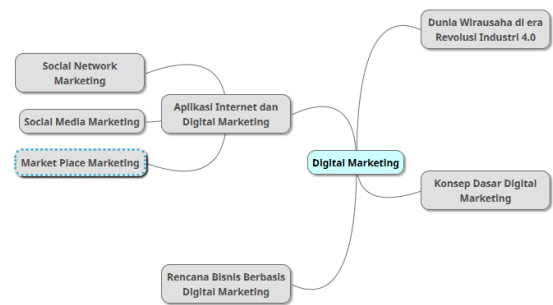 Dunia Wirausaha di era
Revolusi Industri 4.0
Social Network
Marketing
Aplikasi Internet dan
Digital Marketing
Social Media Marketing
Market Place Marketing
Digital Marketing
Konsep Dasar Digital
Marketing
Rencana Bisnis Berbasis
Digital Marketing